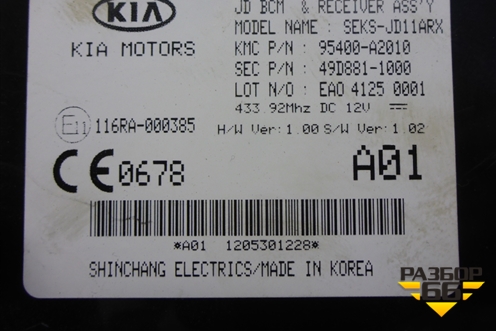 KIA
KIA MOTORS
JD BCM & RECEIVER ASS'Y
MODEL NAME : SEKS-JD11ARX
KMC P/N : 95400-A2010
SEC P/N : 49D881-1000
LOT N/O : EAO 4125 0001
433.92Mhz DC 12V
E11 116RA-000385
H/W Ver:1.00 S/W Ver:1.02
CE0678
A01
*A01 1205301228*
SHINCHANG ELECTRICS/MADE IN KOREA
РАЗБОР
66